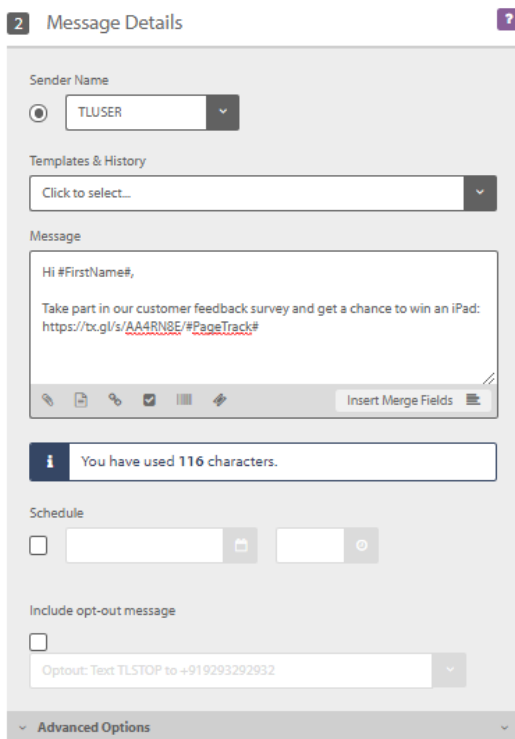 2 Message Details ?
Sender Name
TLUSER
Templates & History
Click to select...
Message
Hi #FirstName#,
Take part in our customer feedback survey and get a chance to win an iPad:
https://tx.gl/s/AA4RN8E/#PageTrack#
Insert Merge Fields
i You have used 116 characters.
Schedule
Include opt-out message
Optout: Text TLSTOP to +919293292932
Advanced Options